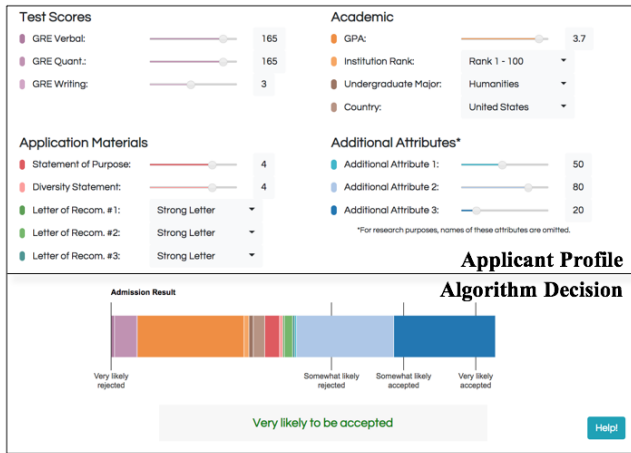 Test Scores
GRE Verbal: 165
GRE Quant.: 165
GRE Writing: 3
Academic
GPA: 3.7
Institution Rank: Rank 1 - 100
Undergraduate Major: Humanities
Country: United States
Application Materials
Statement of Purpose: 4
Diversity Statement: 4
Letter of Recom. #1: Strong Letter
Letter of Recom. #2: Strong Letter
Letter of Recom. #3: Strong Letter
Additional Attributes*
Additional Attribute 1: 50
Additional Attribute 2: 80
Additional Attribute 3: 20
*For research purposes, names of these attributes are omitted.
Applicant Profile
Algorithm Decision
Admission Result
Very likely
rejected
Somewhat likely
rejected
Somewhat likely
accepted
Very likely
accepted
Very likely to be accepted
Help!